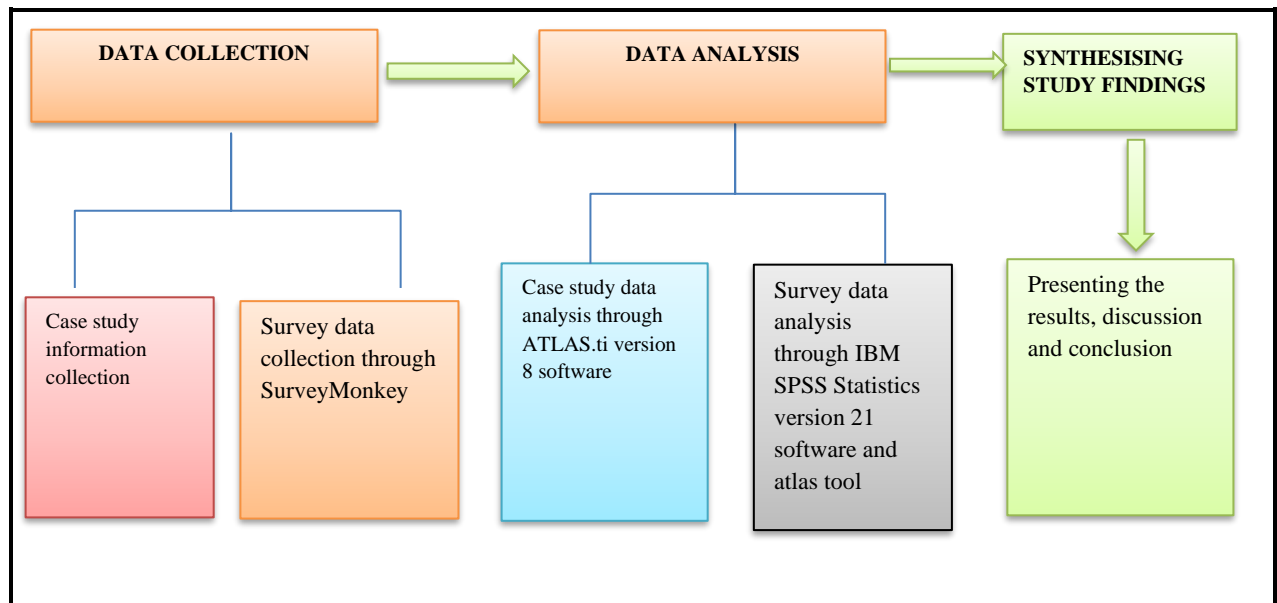 DATA COLLECTION
DATA ANALYSIS
SYNTHESISING
STUDY FINDINGS
Case study
information
collection
Survey data
collection through
SurveyMonkey
Case study data
analysis through
ATLAS.ti version
8 software
Survey data
analysis
through IBM
SPSS Statistics
version 21
software and
atlas tool
Presenting the
results, discussion
and conclusion